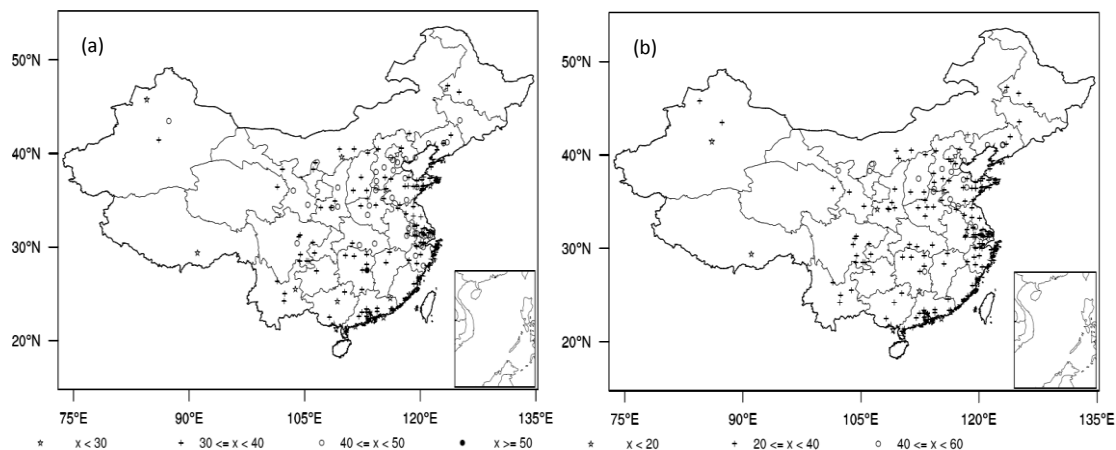 (a)
50°N
40°N
30°N
20°N
75°E 90°E 105°E 120°E 135°E
☆ x < 30 + 30 <= x < 40 ○ 40 <= x < 50 ● x >= 50
(b)
50°N
40°N
30°N
20°N
75°E 90°E 105°E 120°E 135°E
☆ x < 20 + 20 <= x < 40 ○ 40 <= x < 60